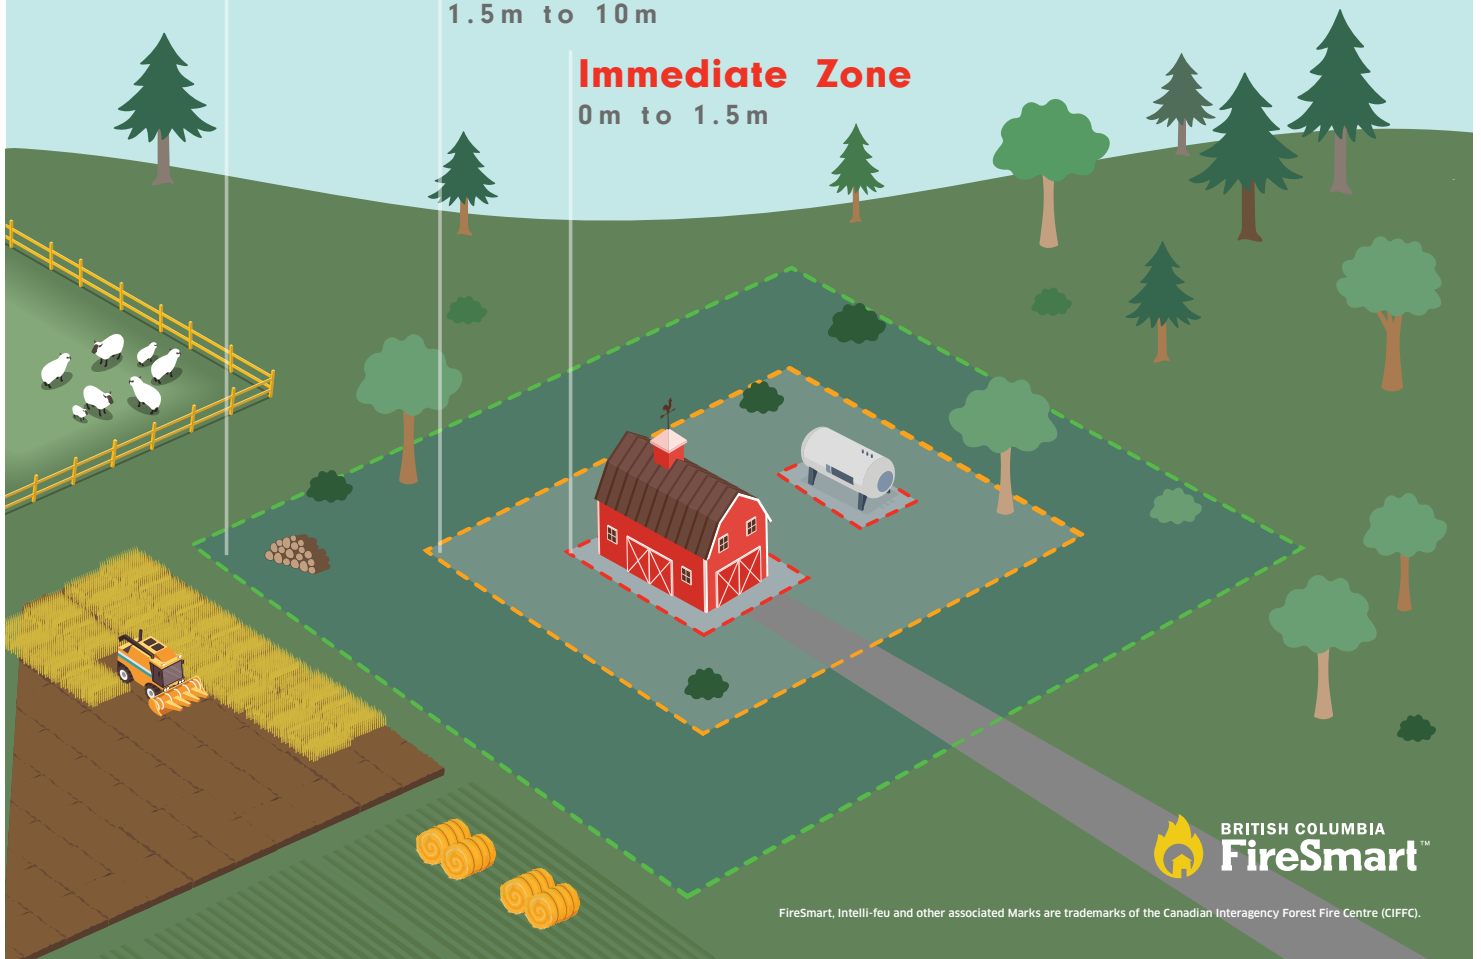 1.5m to 10m
Immediate Zone
0m to 1.5m
BRITISH COLUMBIA
FireSmart™
FireSmart, Intelli-feu and other associated Marks are trademarks of the Canadian Interagency Forest Fire Centre (CIFFC).